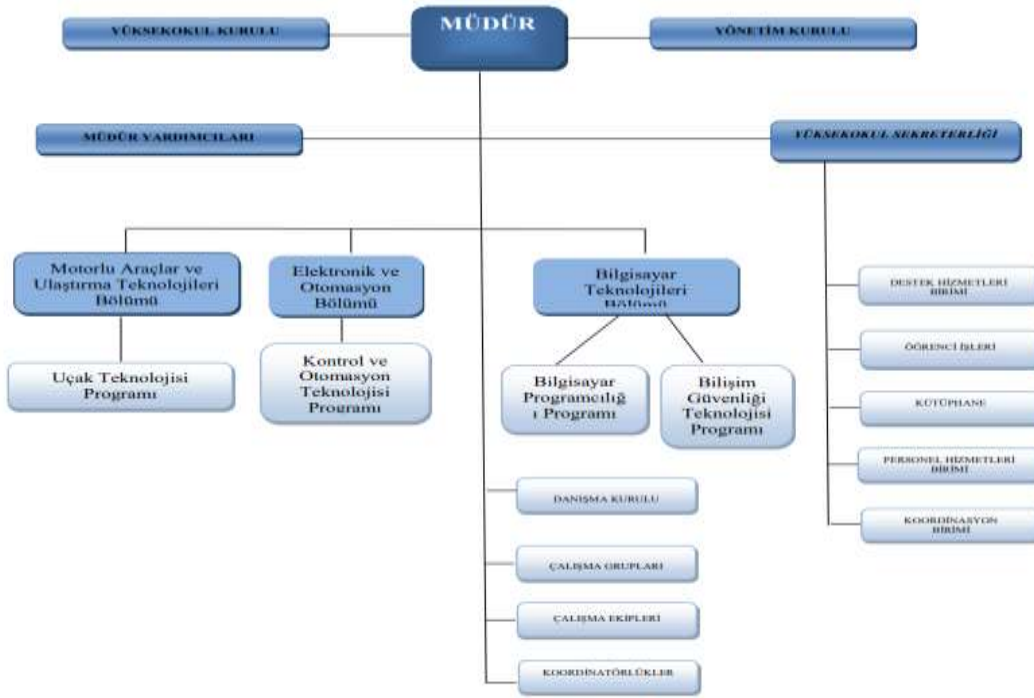 MÜDÜR
YÜKSEKOKUL KURULU
YÖNETİM KURULU
MÜDÜR YARDIMCILARI
YÜKSEKOKUL SEKRETERLİĞİ
Motorlu Araçlar ve
Ulaştırma Teknolojileri
Bölümü
Elektronik ve
Otomasyon
Bölümü
Bilgisayar
Teknolojileri
Bölümü
Uçak Teknolojisi
Programı
Kontrol ve
Otomasyon
Teknolojisi
Programı
Bilgisayar
Programcılığ
ı Programı
Bilişim
Güvenliği
Teknolojisi
Programı
DESTEK HİZMETLERİ
BİRİMİ
ÖĞRENCİ İŞLERİ
KÜTÜPHANE
PERSONEL HİZMETLERİ
BİRİMİ
KOORDİNASYON
BİRİMİ
DANIŞMA KURULU
ÇALIŞMA GRUPLARI
ÇALIŞMA EKİPLERİ
KOORDİNATÖRLÜKLER